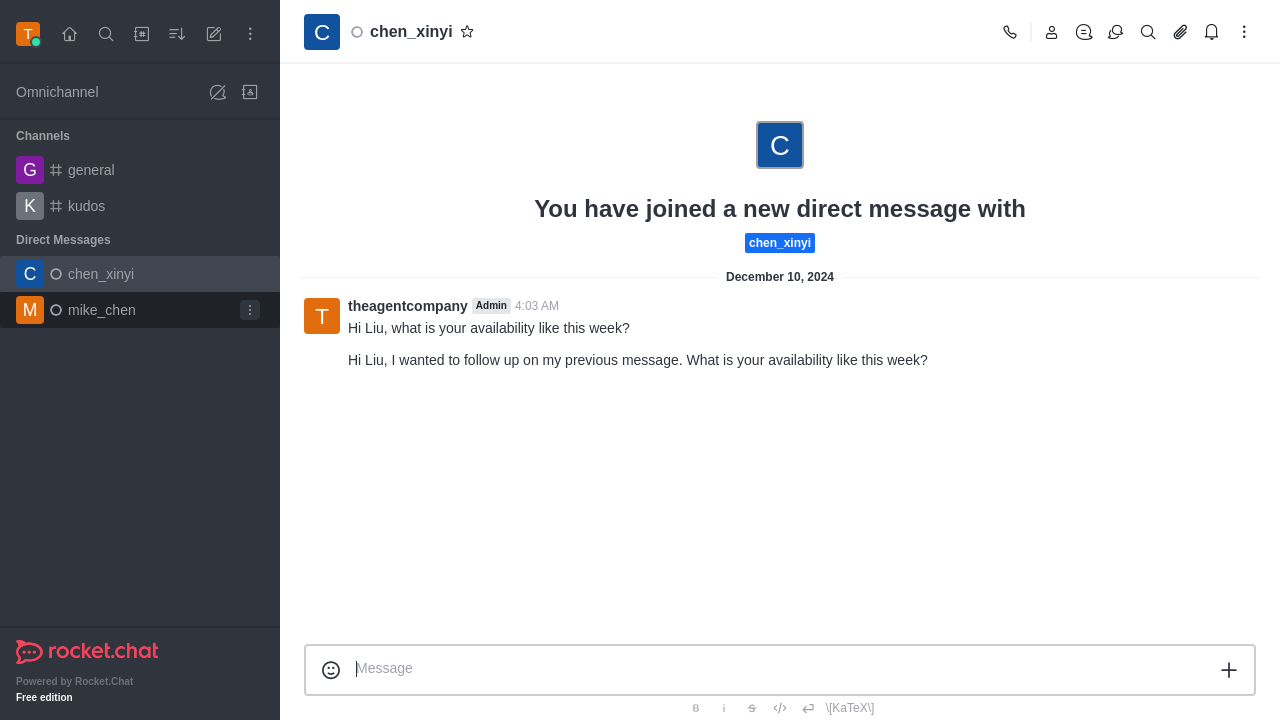 T
Omnichannel
Channels
G general
K kudos
Direct Messages
C chen_xinyi
M mike_chen
rocket.chat
Powered by Rocket.Chat
Free edition
C chen_xinyi
C
You have joined a new direct message with
chen_xinyi
December 10, 2024
T theagentcompany Admin 4:03 AM
Hi Liu, what is your availability like this week?
Hi Liu, I wanted to follow up on my previous message. What is your availability like this week?
Message
B i S \[KaTeX\]